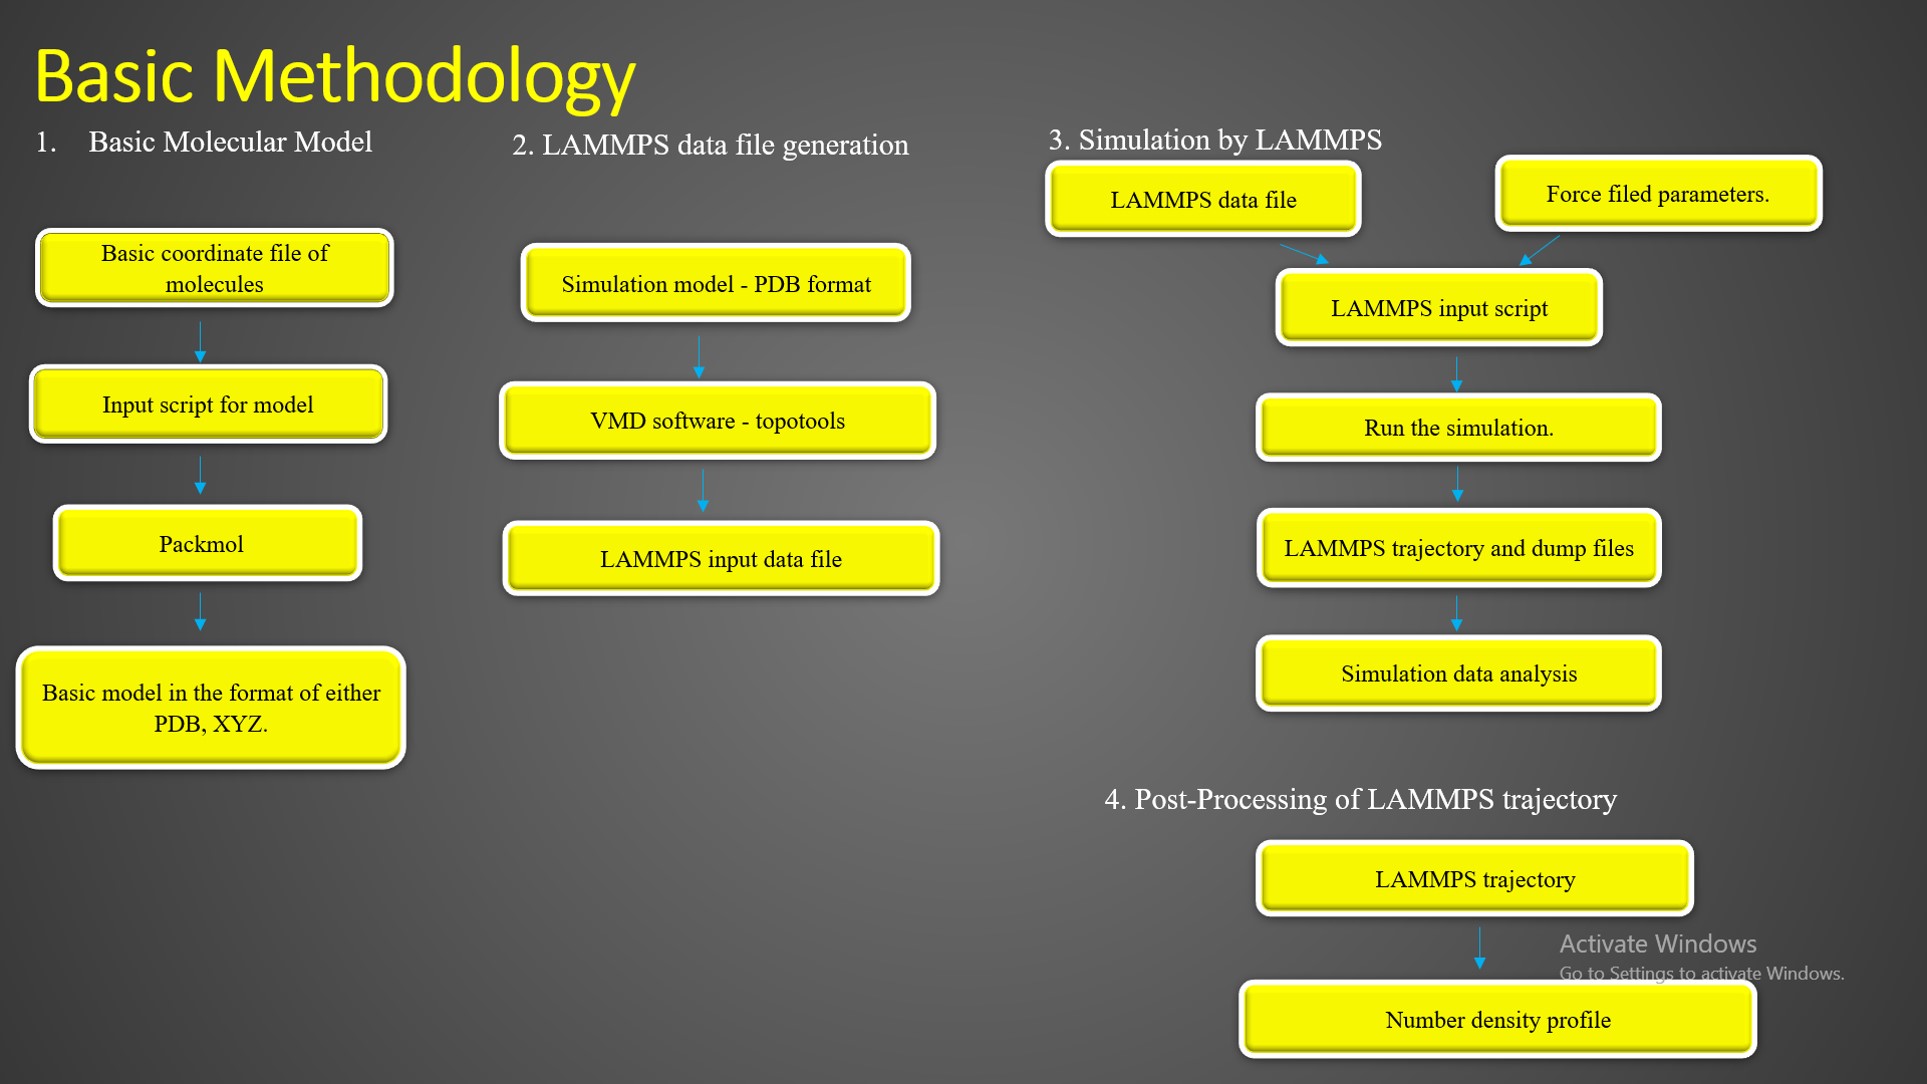 Basic Methodology
1. Basic Molecular Model
Basic coordinate file of
molecules
Input script for model
Packmol
Basic model in the format of either
PDB, XYZ.
2. LAMMPS data file generation
Simulation model - PDB format
VMD software - topotools
LAMMPS input data file
3. Simulation by LAMMPS
LAMMPS data file
Force filed parameters.
LAMMPS input script
Run the simulation.
LAMMPS trajectory and dump files
Simulation data analysis
4. Post-Processing of LAMMPS trajectory
LAMMPS trajectory
Number density profile
Activate Windows
Go to Settings to activate Windows.